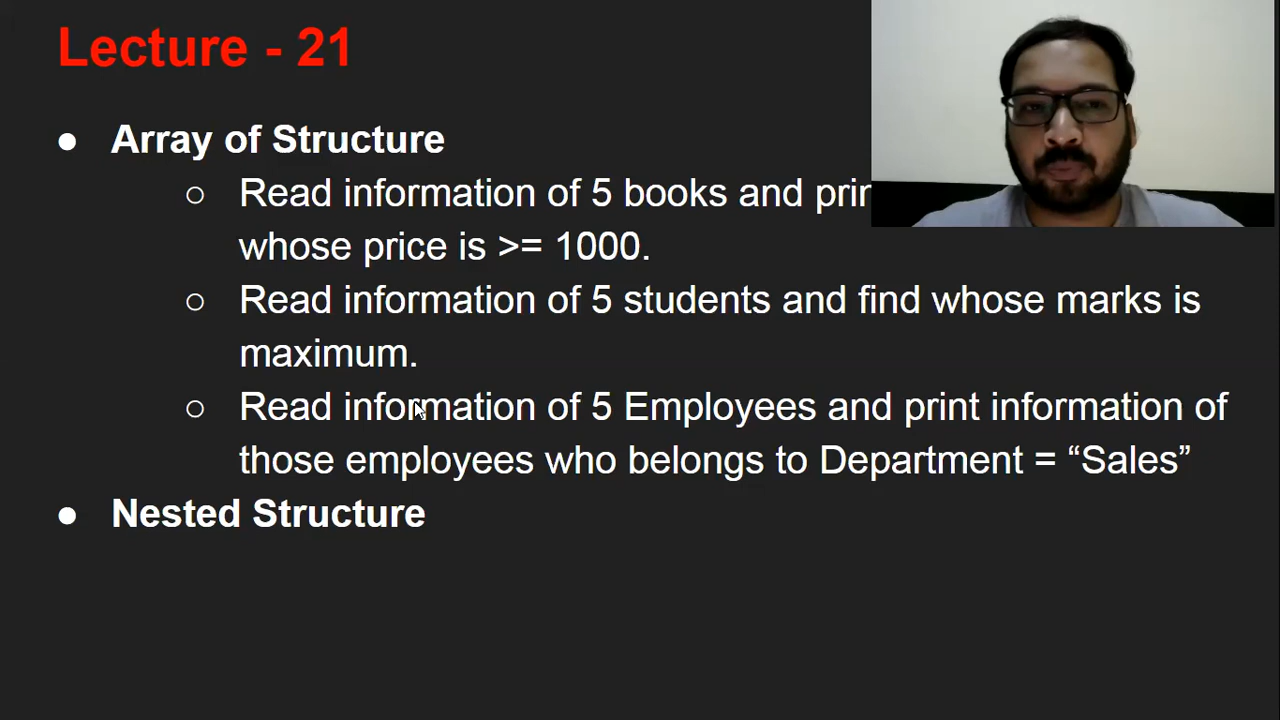 Lecture - 21
● Array of Structure
○ Read information of 5 books and
whose price is >= 1000.
○ Read information of 5 students and find whose marks is
maximum.
○ Read information of 5 Employees and print information of
those employees who belongs to Department = “Sales”
● Nested Structure